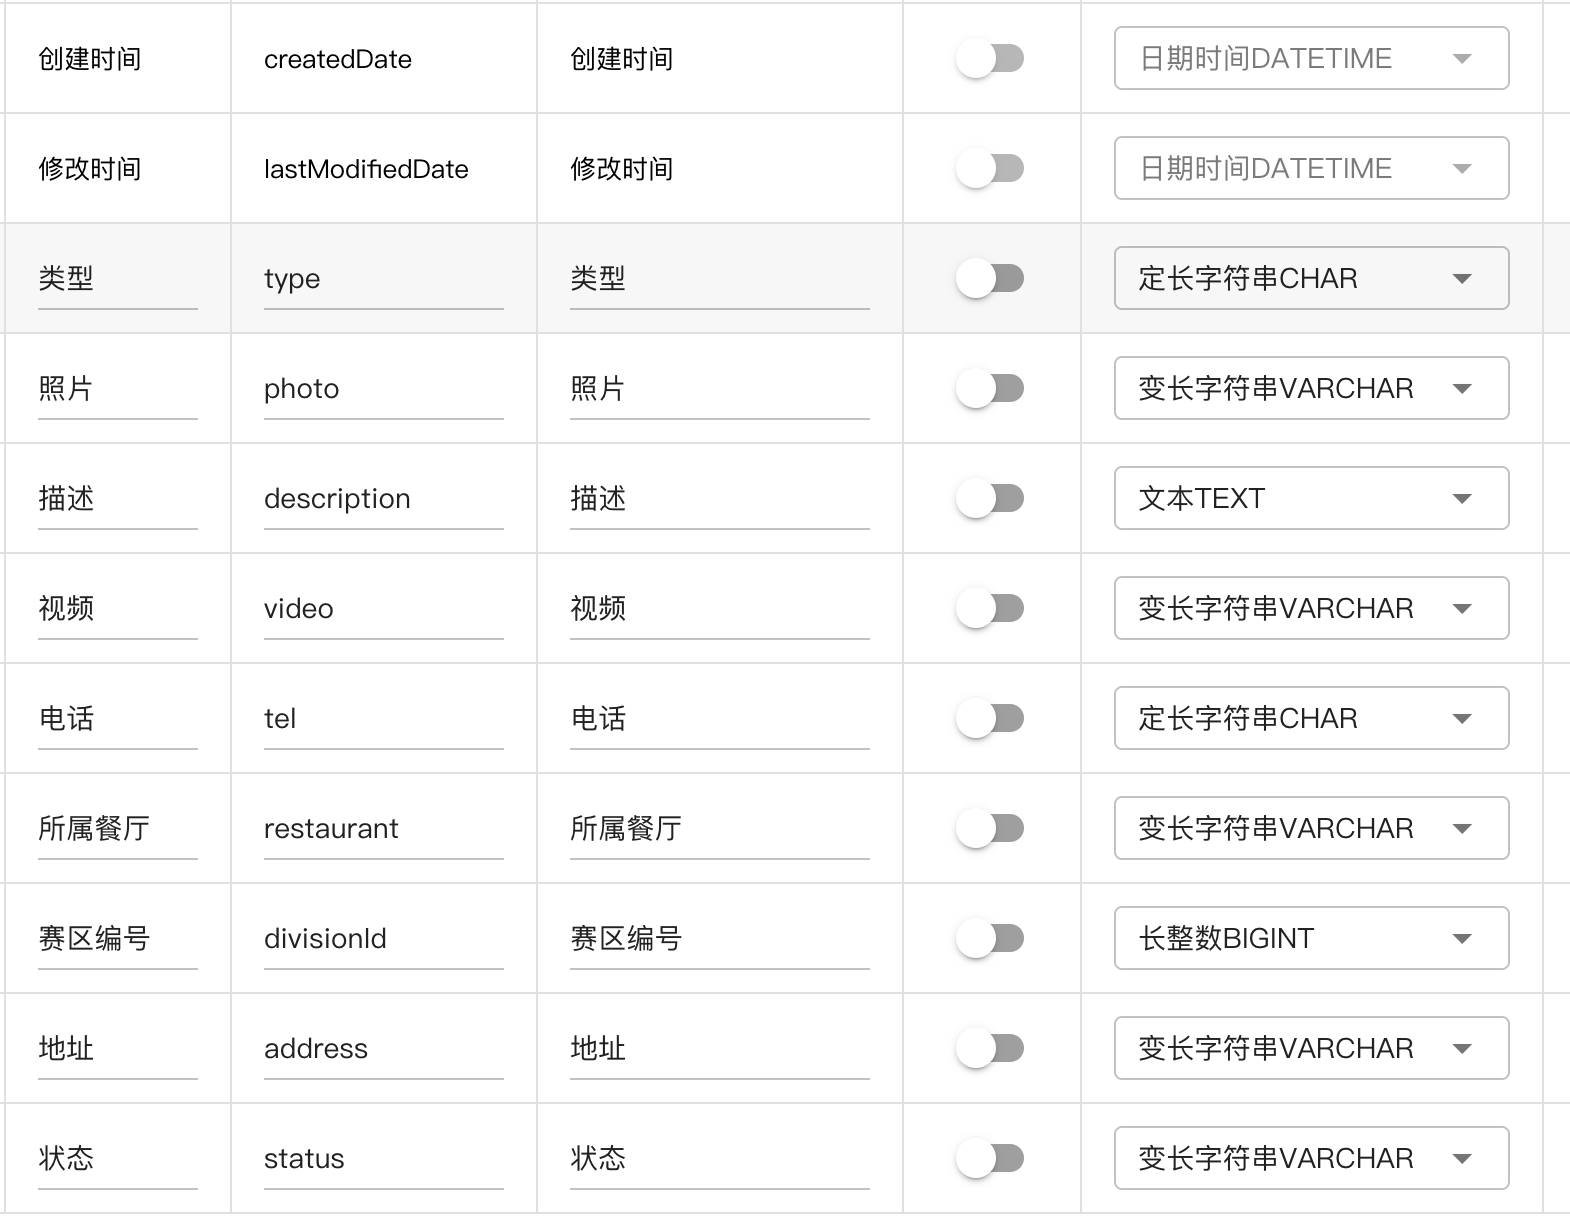 创建时间 createdDate 创建时间 日期时间DATETIME
修改时间 lastModifiedDate 修改时间 日期时间DATETIME
类型 type 类型 定长字符串CHAR
照片 photo 照片 变长字符串VARCHAR
描述 description 描述 文本TEXT
视频 video 视频 变长字符串VARCHAR
电话 tel 电话 定长字符串CHAR
所属餐厅 restaurant 所属餐厅 变长字符串VARCHAR
赛区编号 divisionId 赛区编号 长整数BIGINT
地址 address 地址 变长字符串VARCHAR
状态 status 状态 变长字符串VARCHAR